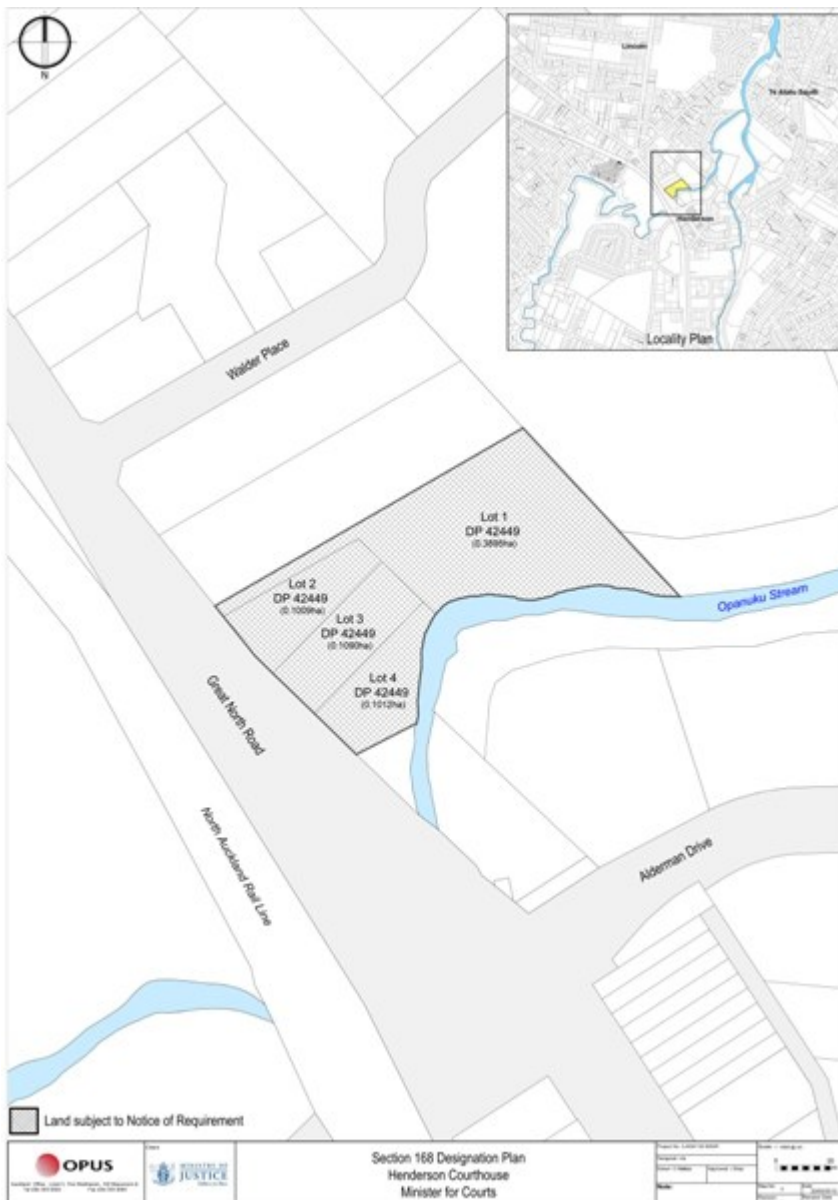 N
Lincoln
Te Atatu South
Henderson
Locality Plan
Walder Place
Lot 1
DP 42449
Lot 2
DP 42449
(0.1009ha)
Lot 3
DP 42449
(0.1090ha)
Lot 4
DP 42449
(0.1012ha)
Opanuku Stream
Great North Road
North Auckland Rail Line
Alderman Drive
Land subject to Notice of Requirement
OPUS
MINISTRY OF
JUSTICE
Section 168 Designation Plan
Henderson Courthouse
Minister for Courts